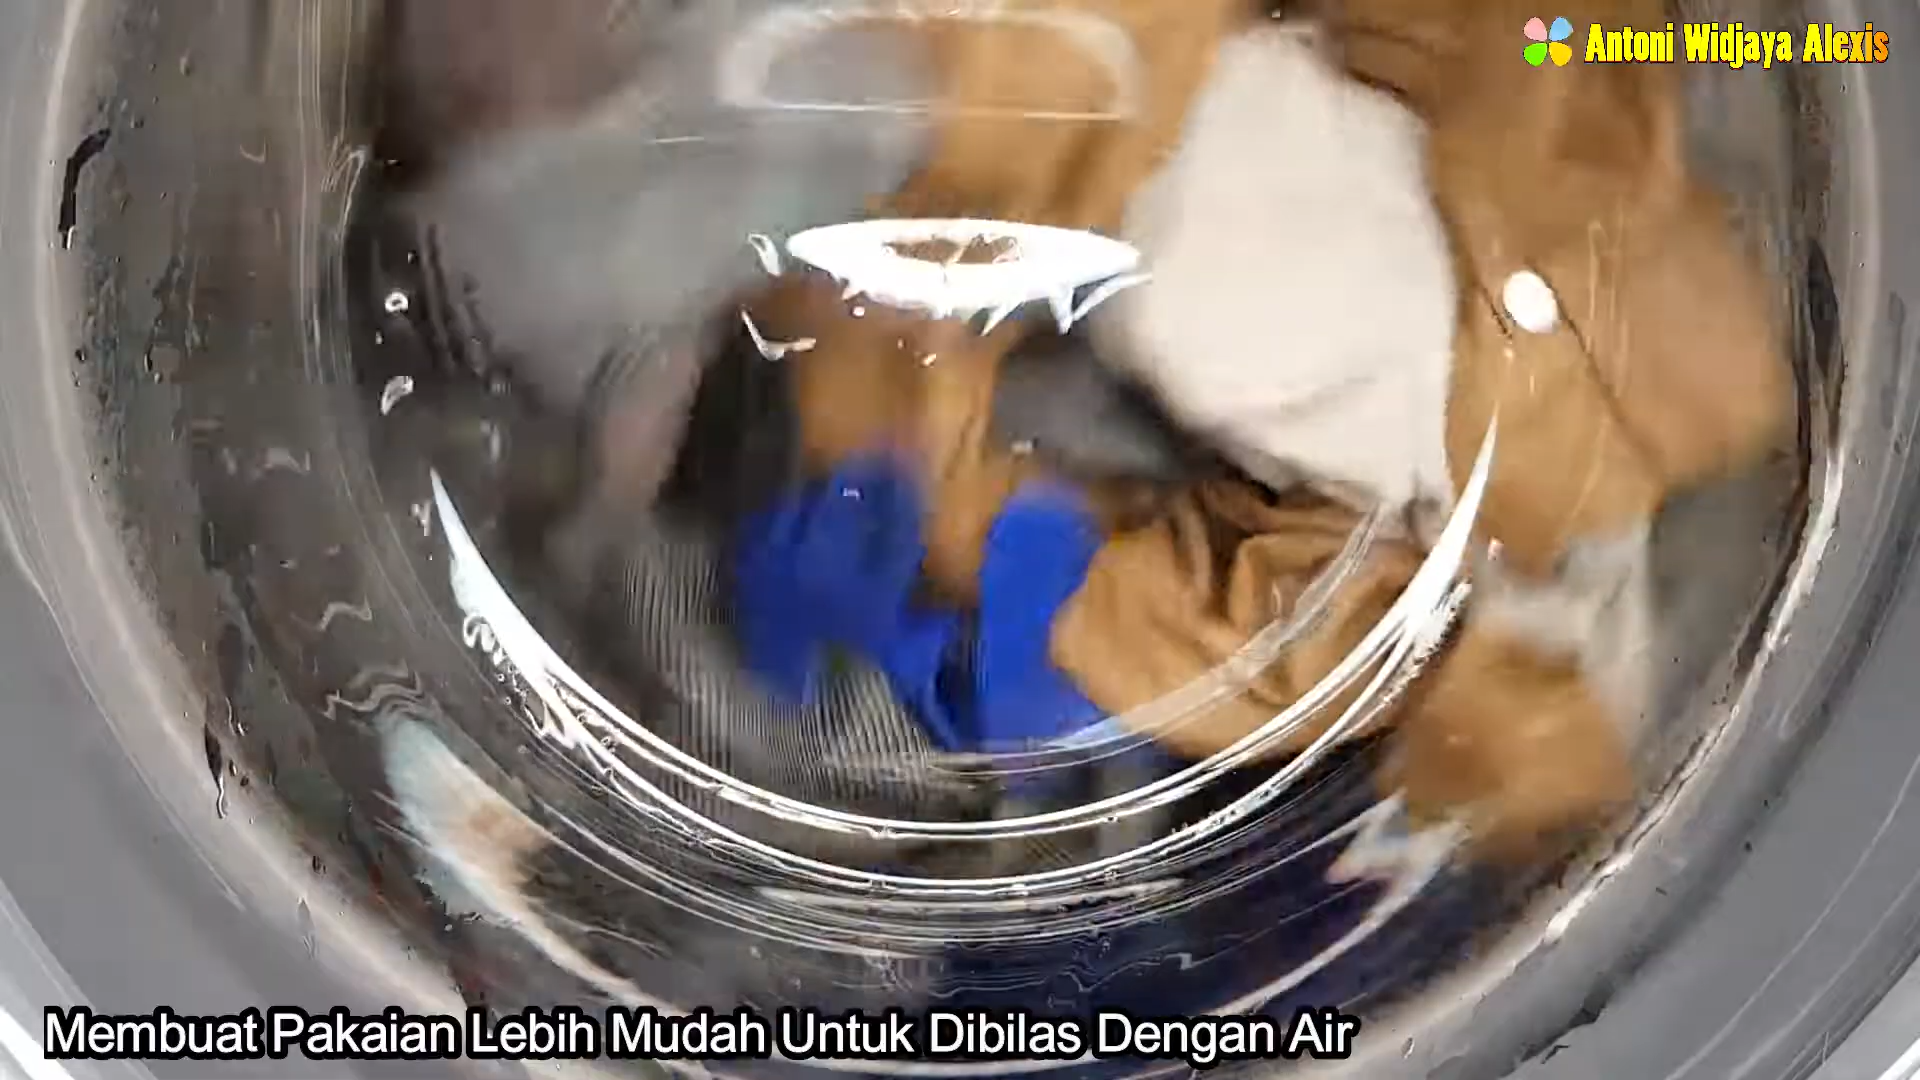 Antoni Widjaya Alexis
Membuat Pakaian Lebih Mudah Untuk Dibilas Dengan Air